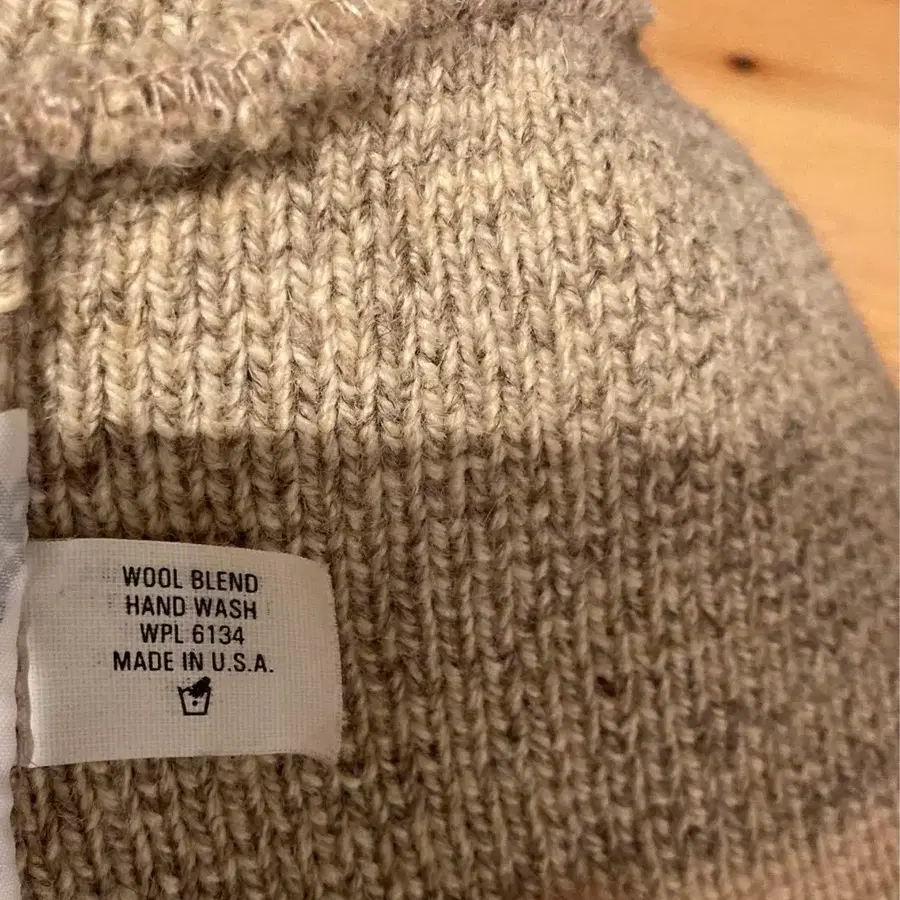 WOOL BLEND
HAND WASH
WPL 6134
MADE IN U.S.A.